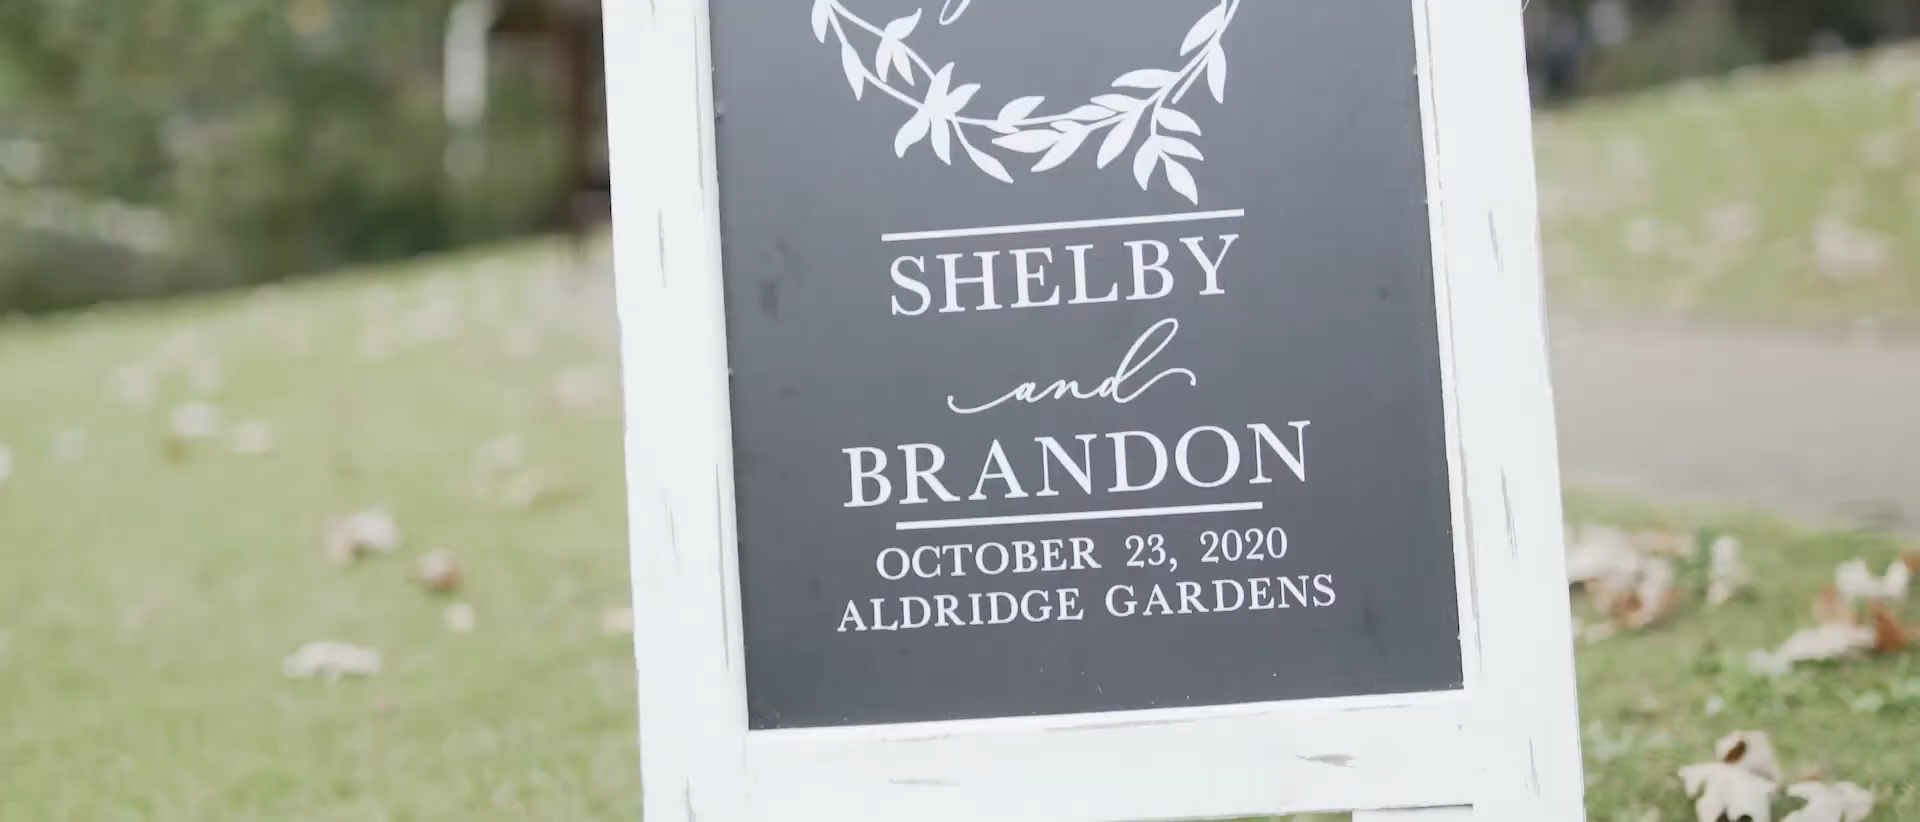 SHELBY
and
BRANDON
OCTOBER 23, 2020
ALDRIDGE GARDENS